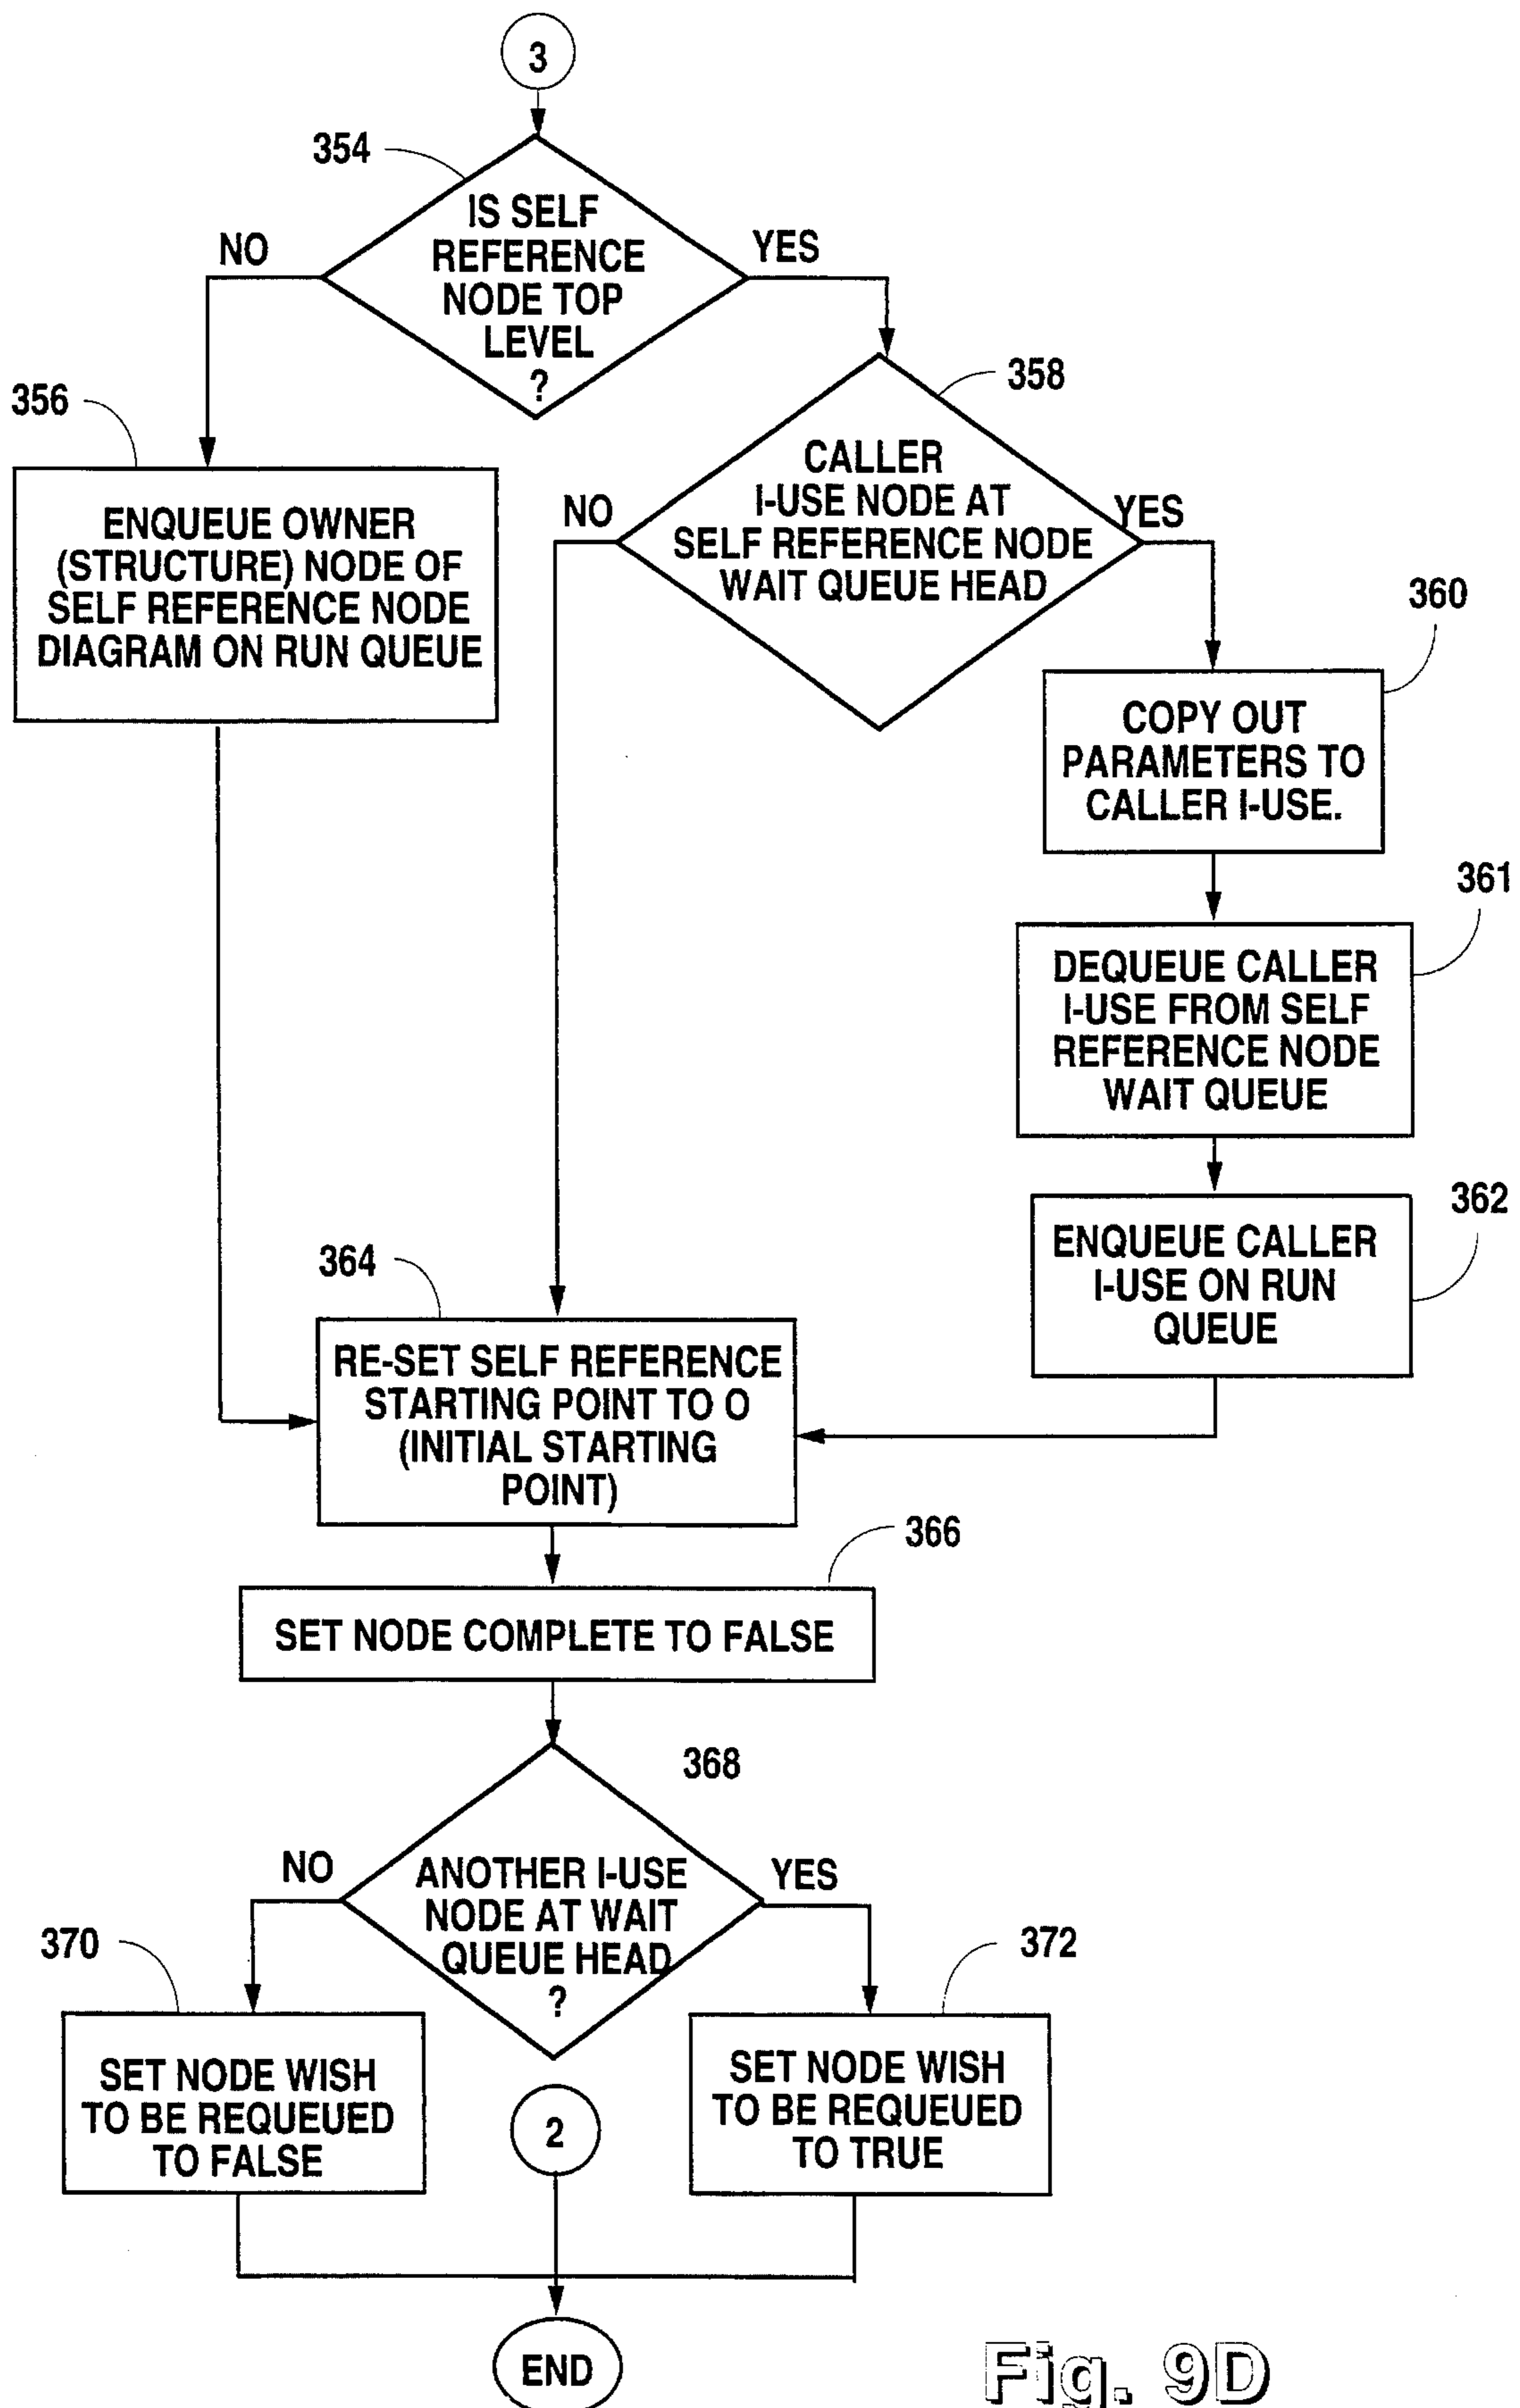 3
354
IS SELF
REFERENCE
NODE TOP
LEVEL
?
NO
YES
356
358
ENQUEUE OWNER
(STRUCTURE) NODE OF
SELF REFERENCE NODE
DIAGRAM ON RUN QUEUE
CALLER
I-USE NODE AT
SELF REFERENCE NODE
WAIT QUEUE HEAD
NO
YES
360
COPY OUT
PARAMETERS TO
CALLER I-USE.
361
DEQUEUE CALLER
I-USE FROM SELF
REFERENCE NODE
WAIT QUEUE
362
ENQUEUE CALLER
I-USE ON RUN
QUEUE
364
RE-SET SELF REFERENCE
STARTING POINT TO O
(INITIAL STARTING
POINT)
366
SET NODE COMPLETE TO FALSE
368
ANOTHER I-USE
NODE AT WAIT
QUEUE HEAD
?
NO
YES
370
372
SET NODE WISH
TO BE REQUEUED
TO FALSE
2
SET NODE WISH
TO BE REQUEUED
TO TRUE
END
Fig. 9D